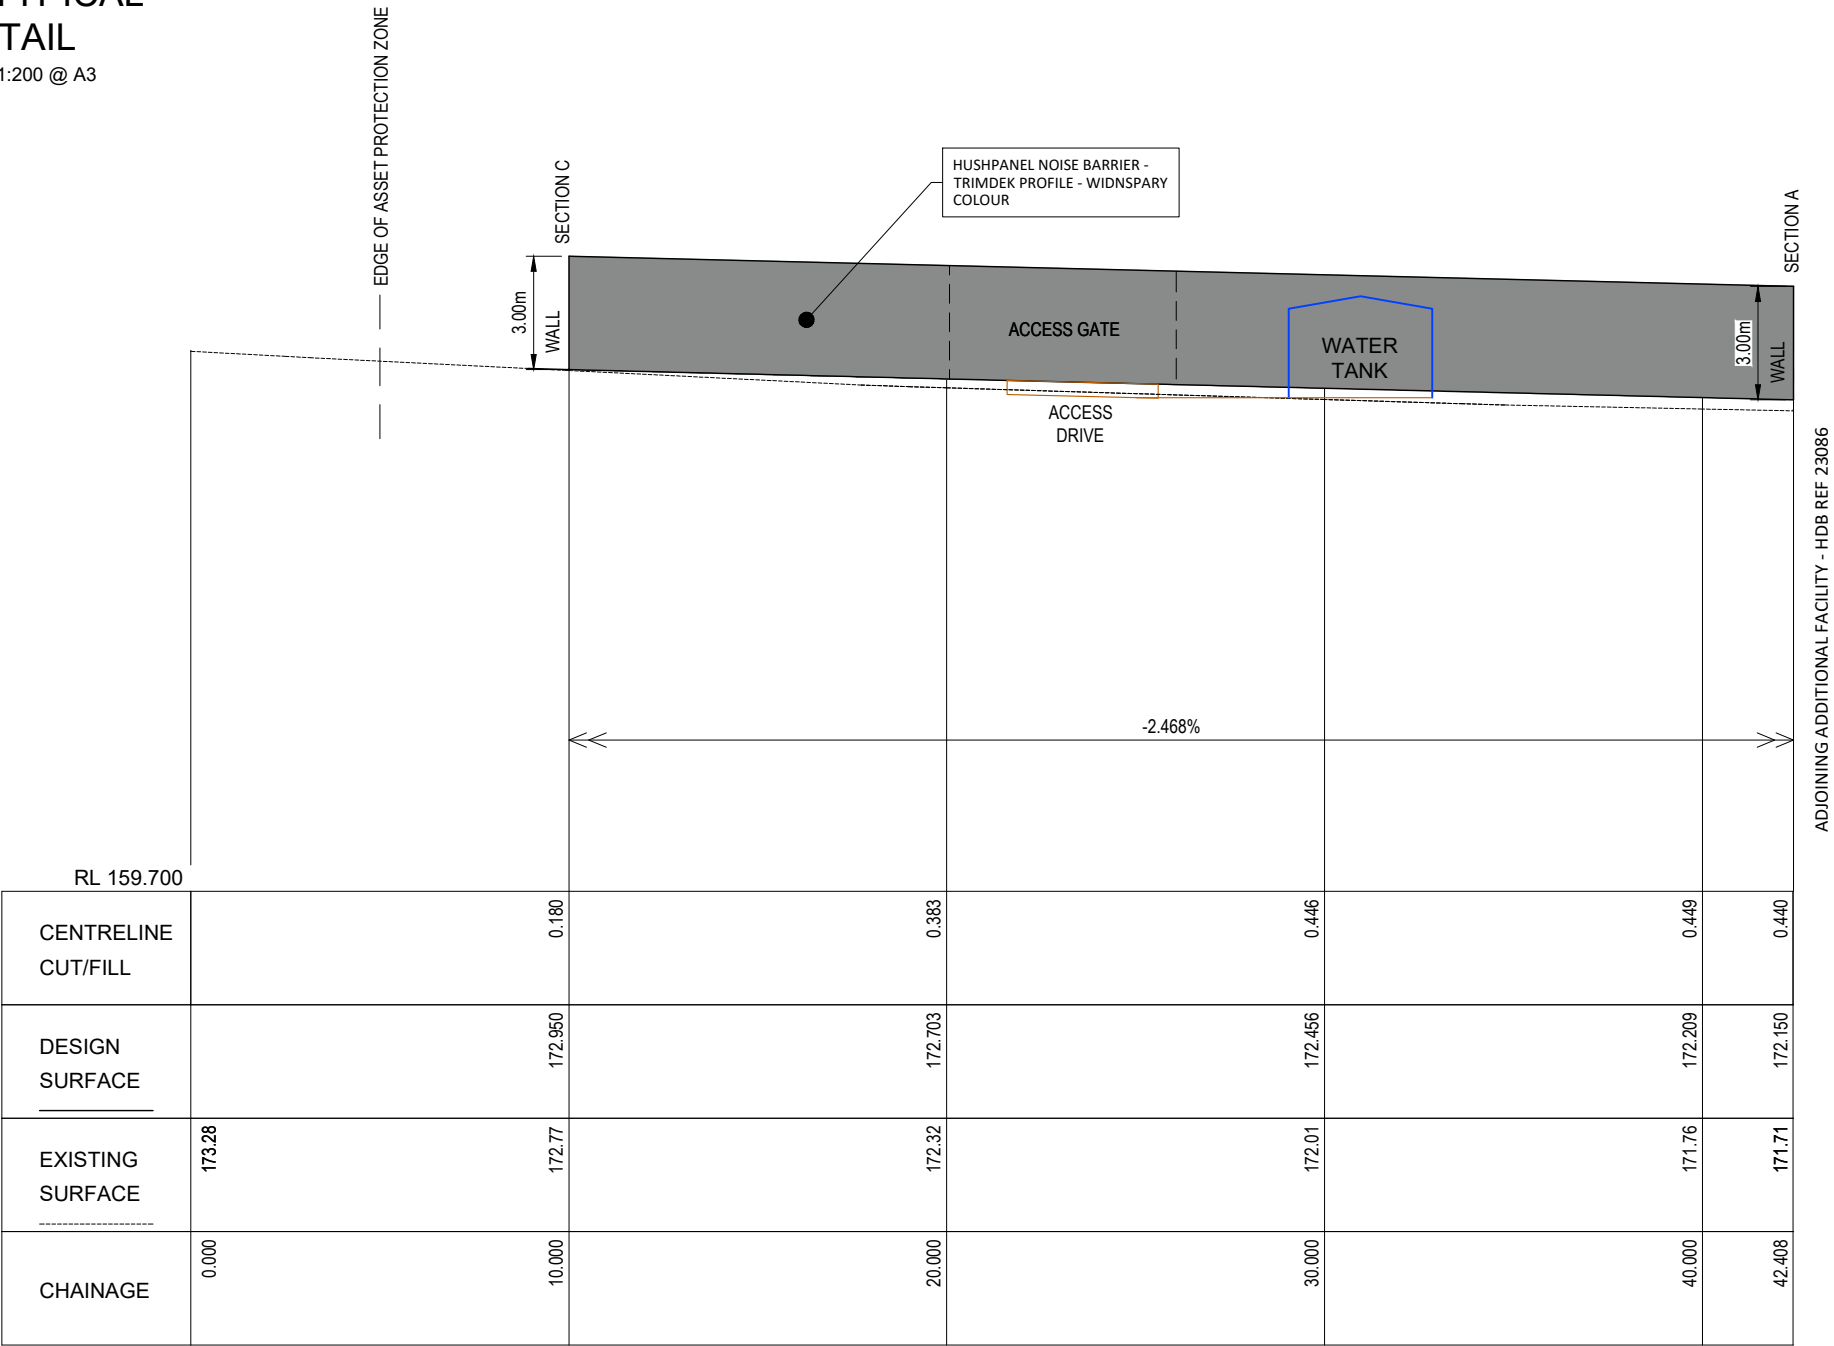 TAIL
1:200 @ A3
EDGE OF ASSET PROTECTION ZONE
SECTION C
HUSHPANEL NOISE BARRIER -
TRIMDEK PROFILE - WIDNSPARY
COLOUR
SECTION A
3.00m
WALL
ACCESS GATE
WATER
TANK
3.00m
WALL
ACCESS
DRIVE
ADJOINING ADDITIONAL FACILITY - HDB REF 23086
-2.468%
RL 159.700
CENTRELINE
CUT/FILL
0.180
0.383
0.446
0.449
0.440
DESIGN
SURFACE
172.950
172.703
172.456
172.209
172.150
EXISTING
SURFACE
173.28
172.77
172.32
172.01
171.76
171.71
CHAINAGE
0.000
10.000
20.000
30.000
40.000
42.408